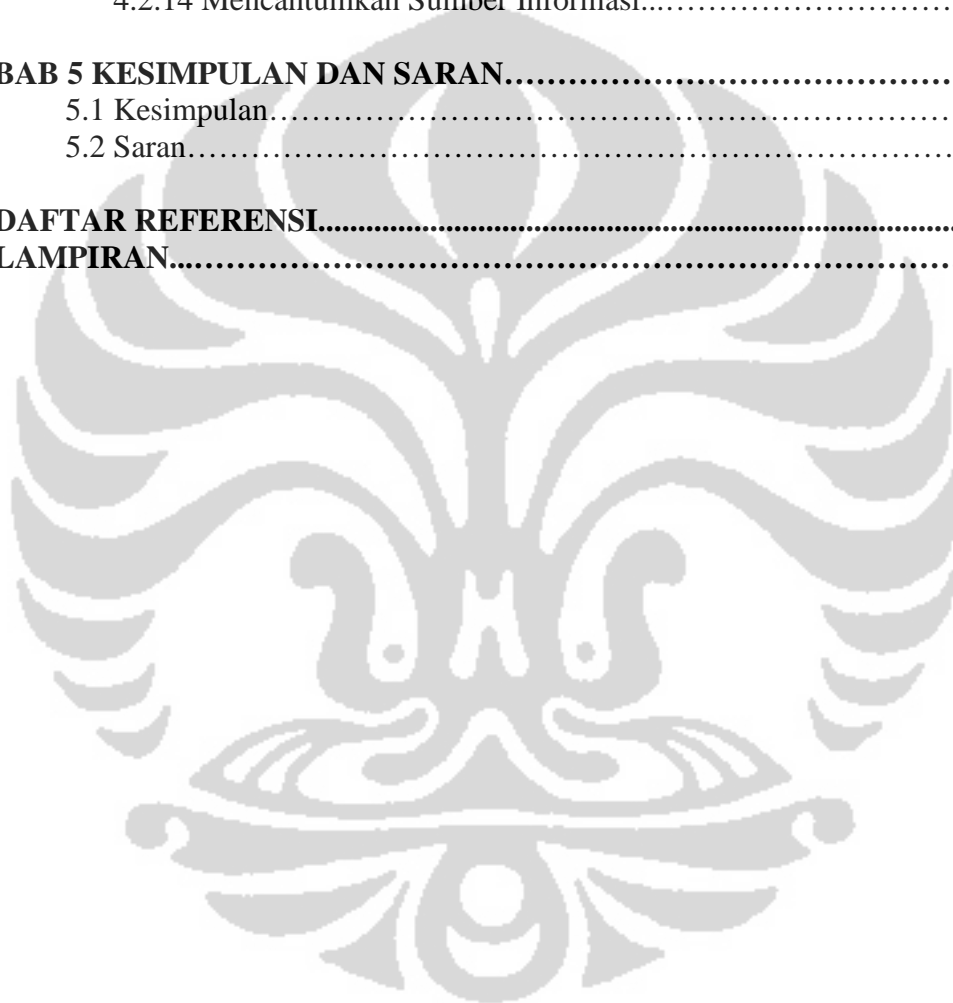 4.2.14 Mencantumkan Sumber Informasi...……………………………
BAB 5 KESIMPULAN DAN SARAN……………………………………………
5.1 Kesimpulan……………………………………………………………………
5.2 Saran……………………………………………………………………………
DAFTAR REFERENSI....................................................................................
LAMPIRAN...……………………………………………………………………